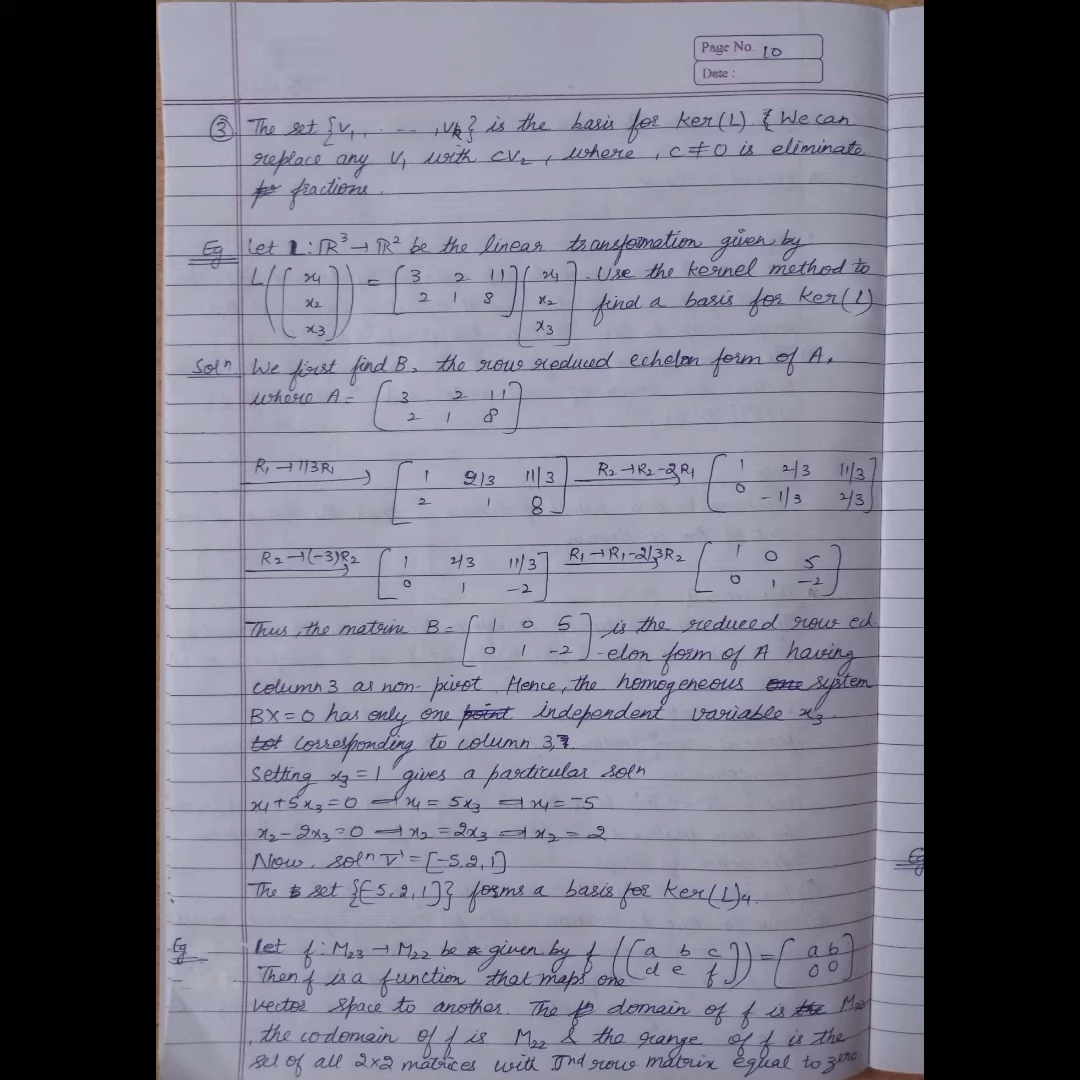 Page No. 10
Date :
③ The set {v₁, . - - - , vk} is the basis for Ker(L). { We can
replace any v₁ with cv₂, where, c ≠ 0 is eliminate
fractions.
Eg Let L : ℝ³ → ℝ² be the linear transformation given by
L([x₁ x₂ x₃]) = [3 2 11; 2 1 8] [x₁ x₂ x₃]. Use the kernel method to
find a basis for Ker(L)
Solⁿ We first find B, the row reduced echelon form of A,
where A = [3 2 11; 2 1 8]
R₁ → 1/3R₁ [1 2/3 11/3; 2 1 8] R₂ → R₂ - 2R₁ [1 2/3 11/3; 0 -1/3 2/3]
R₂ → (-3)R₂ [1 2/3 11/3; 0 1 -2] R₁ → R₁ - 2/3R₂ [1 0 5; 0 1 -2]
Thus, the matrix B = [1 0 5; 0 1 -2] is the reduced row ech
-elon form of A having
column 3 as non-pivot. Hence, the homogeneous system
BX = 0 has only one independent variable x₃
corresponding to column 3.
Setting x₃ = 1 gives a particular solⁿ
x₁ + 5x₃ = 0 ⟹ x₁ = 5x₃ ⟹ x₁ = -5
x₂ - 2x₃ = 0 ⟹ x₂ = 2x₃ ⟹ x₂ = 2
Now, solⁿ V = [-5, 2, 1]
The set {[-5, 2, 1]} forms a basis for Ker(L).
Eg Let f : M₂₃ → M₂₂ be given by f([a b c; d e f]) = [a b; 0 0]
Then f is a function that maps one
vector space to another. The domain of f is M₂₃
, the codomain of f is M₂₂ & the range of f is the
set of all 2×2 matrices with IInd row matrix equal to zero.
Eg